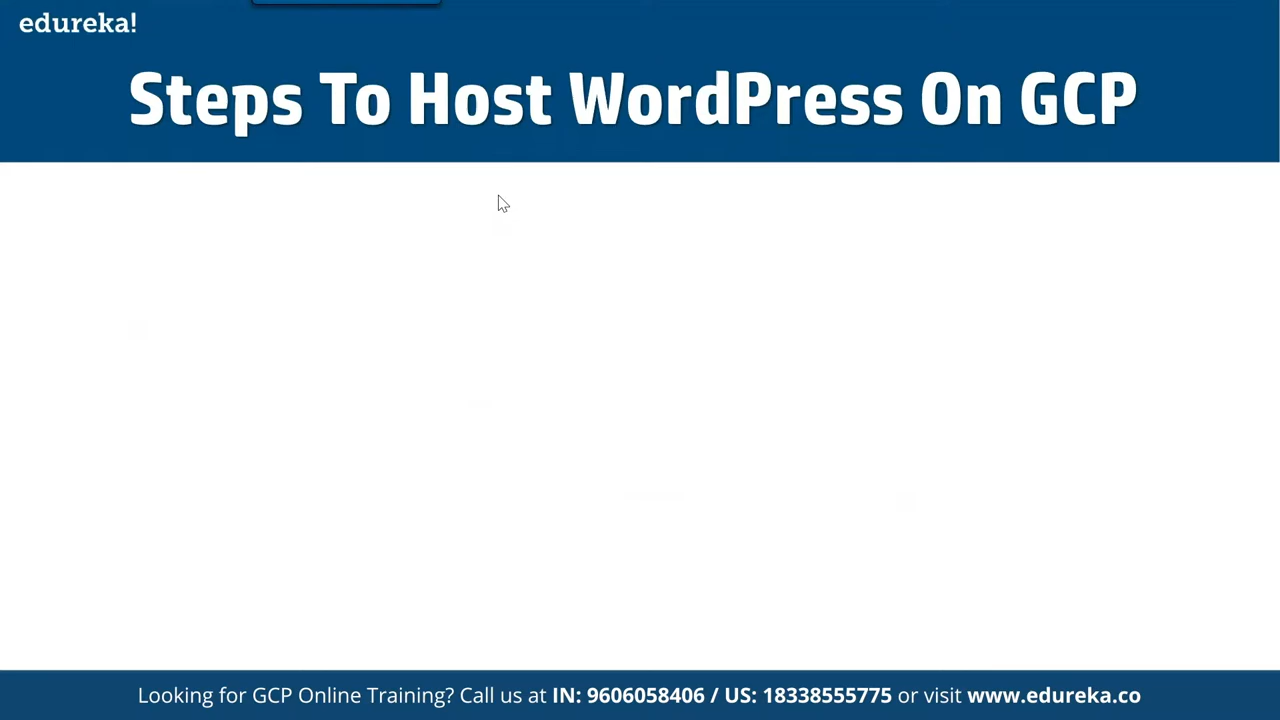 edureka!
Steps To Host WordPress On GCP
Looking for GCP Online Training? Call us at IN: 9606058406 / US: 18338555775 or visit www.edureka.co